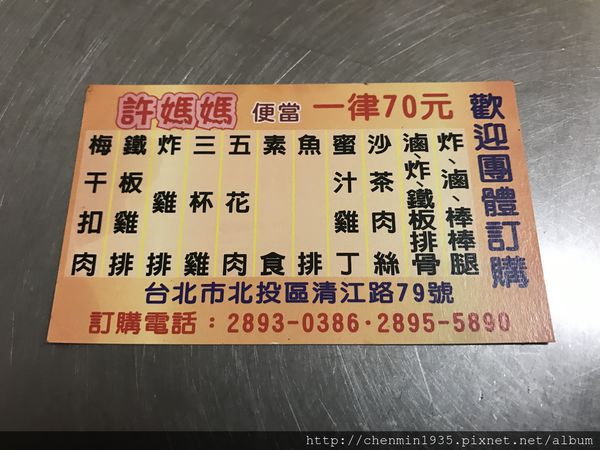 許媽媽 便當 一律70元
歡迎團體訂購
炸、滷、棒棒腿
滷、炸、鐵板排骨
沙茶肉絲
蜜汁雞丁
魚排
素食
五花肉
三杯雞
炸雞排
鐵板雞排
梅干扣肉
台北市北投區清江路79號
訂購電話：2893-0386·2895-5890
http://chenmin1935.pixnet.net/album